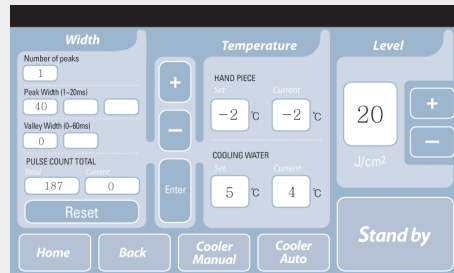 Width
Number of peaks
1
Peak Width (1-20ms)
40
Valley Width (0-60ms)
0
PULSE COUNT TOTAL
Total Current
187 0
Reset
+
−
Enter
Temperature
HAND PIECE
Set Current
−2 ℃ −2 ℃
COOLING WATER
Set Current
5 ℃ 4 ℃
Level
20
+
−
J/cm²
Home
Back
Cooler
Manual
Cooler
Auto
Stand by